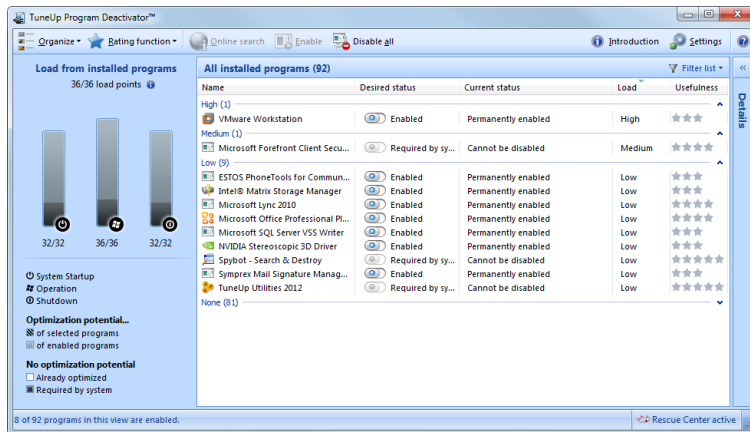 TuneUp Program Deactivator™
Organize Rating function Online search Enable Disable all Introduction Settings
Load from installed programs
36/36 load points
32/32 36/36 32/32
System Startup
Operation
Shutdown
Optimization potential...
of selected programs
of enabled programs
No optimization potential
Already optimized
Required by system
All installed programs (92) Filter list
Name Desired status Current status Load Usefulness
High (1)
VMware Workstation Enabled Permanently enabled High
Medium (1)
Microsoft Forefront Client Secu... Required by sy... Cannot be disabled Medium
Low (9)
ESTOS PhoneTools for Commun... Enabled Permanently enabled Low
Intel® Matrix Storage Manager Enabled Permanently enabled Low
Microsoft Lync 2010 Enabled Permanently enabled Low
Microsoft Office Professional Pl... Enabled Permanently enabled Low
Microsoft SQL Server VSS Writer Enabled Permanently enabled Low
NVIDIA Stereoscopic 3D Driver Enabled Permanently enabled Low
Spybot - Search & Destroy Required by sy... Cannot be disabled Low
Symprex Mail Signature Manag... Enabled Permanently enabled Low
TuneUp Utilities 2012 Required by sy... Cannot be disabled Low
None (81)
Details
8 of 92 programs in this view are enabled. Rescue Center active